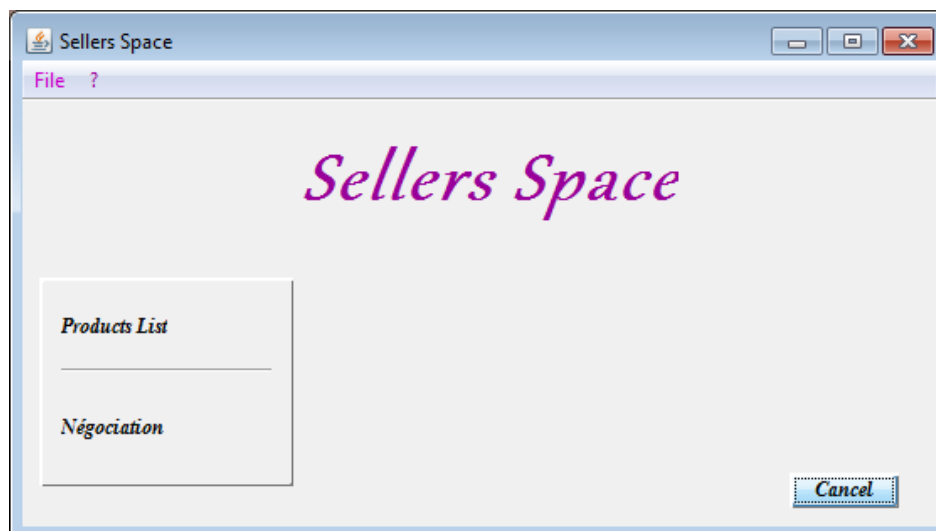 Sellers Space
File ?
Sellers Space
Products List
Négociation
Cancel